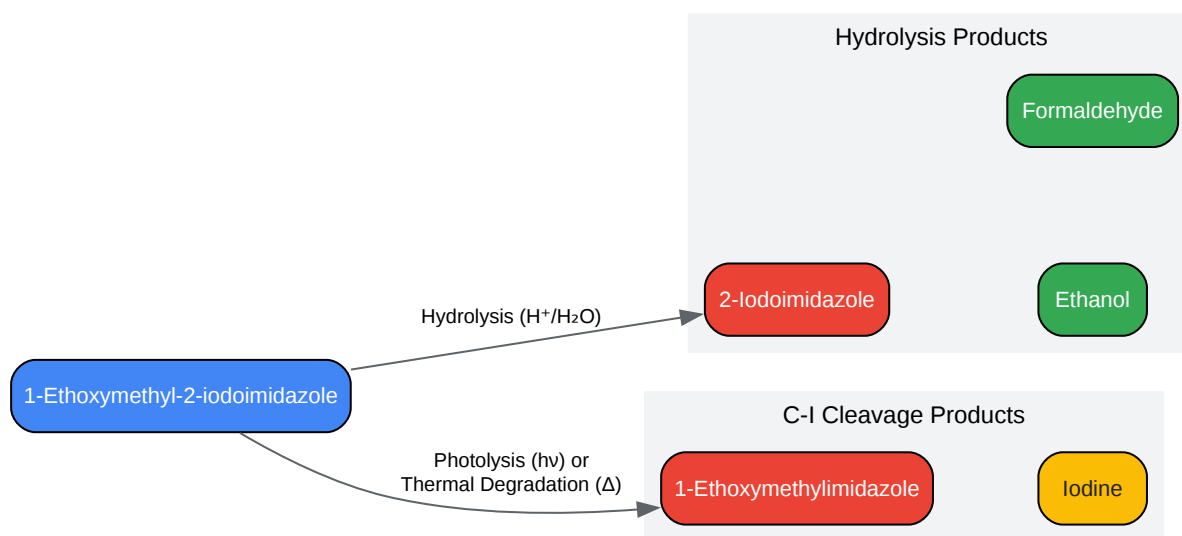 Hydrolysis Products
Formaldehyde
2-Iodoimidazole
Ethanol
Hydrolysis (H⁺/H₂O)
1-Ethoxymethyl-2-iodoimidazole
C-I Cleavage Products
Photolysis (hν) or
Thermal Degradation (Δ)
1-Ethoxymethylimidazole
Iodine